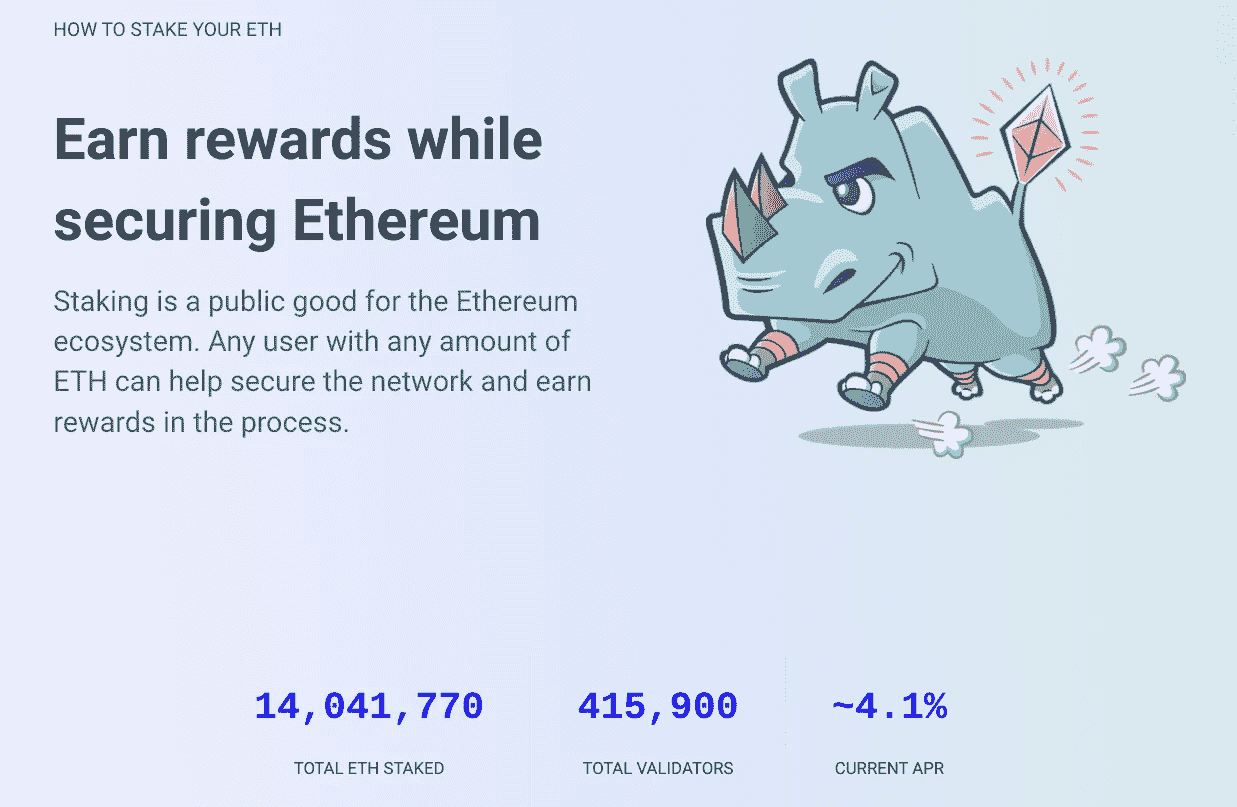 HOW TO STAKE YOUR ETH
Earn rewards while
securing Ethereum
Staking is a public good for the Ethereum
ecosystem. Any user with any amount of
ETH can help secure the network and earn
rewards in the process.
14,041,770
415,900
~4.1%
TOTAL ETH STAKED
TOTAL VALIDATORS
CURRENT APR